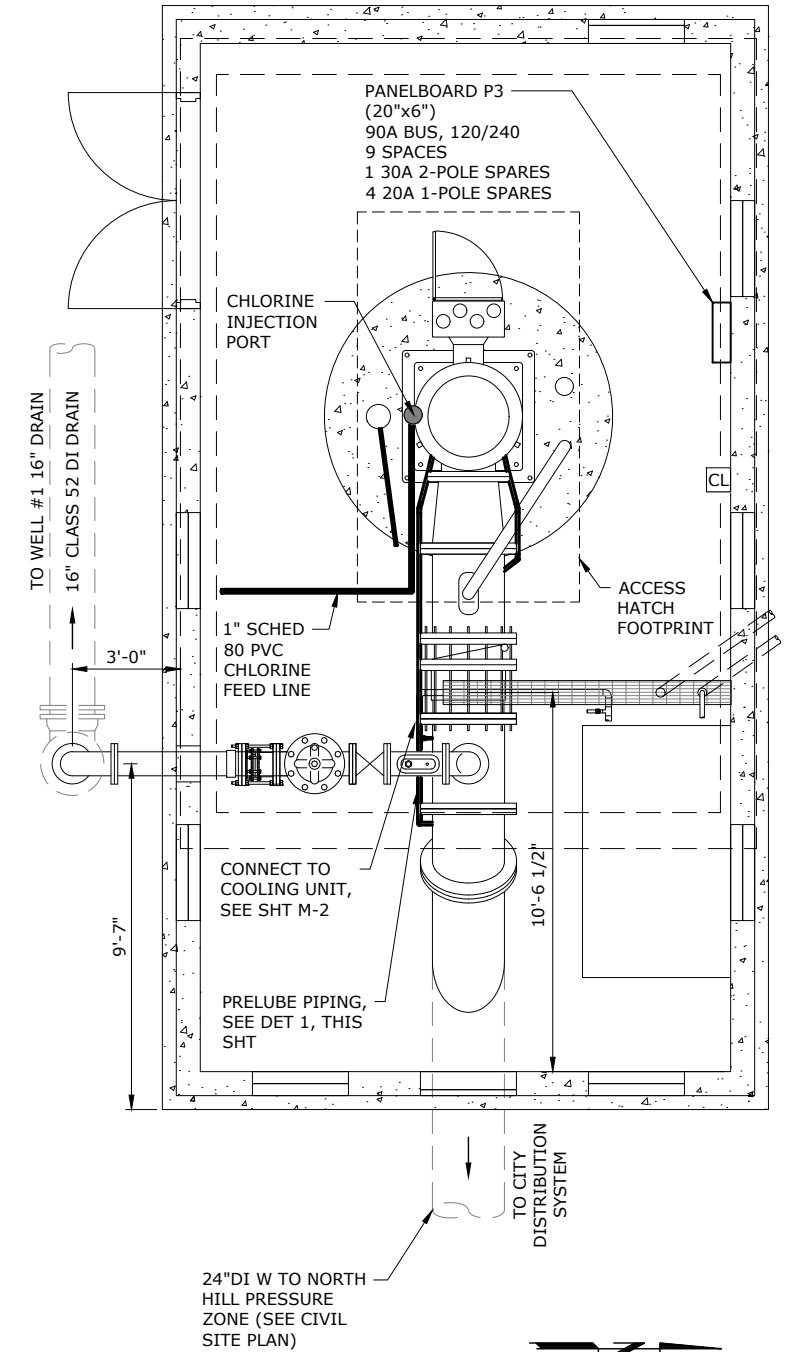 PANELBOARD P3
(20"x6")
90A BUS, 120/240
9 SPACES
1 30A 2-POLE SPARES
4 20A 1-POLE SPARES
CHLORINE
INJECTION
PORT
TO WELL #1 16" DRAIN
16" CLASS 52 DI DRAIN
CL
ACCESS
HATCH
FOOTPRINT
1" SCHED
80 PVC
CHLORINE
FEED LINE
3'-0"
CONNECT TO
COOLING UNIT,
SEE SHT M-2
10'-6 1/2"
9'-7"
PRELUBE PIPING,
SEE DET 1, THIS
SHT
TO CITY
DISTRIBUTION
SYSTEM
24"DI W TO NORTH
HILL PRESSURE
ZONE (SEE CIVIL
SITE PLAN)